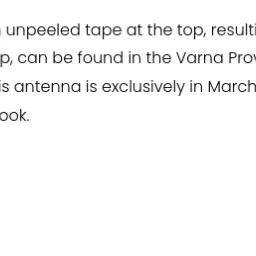 unpeeled tape at the top, resulti
p, can be found in the Varna Prov
is antenna is exclusively in March
ook.